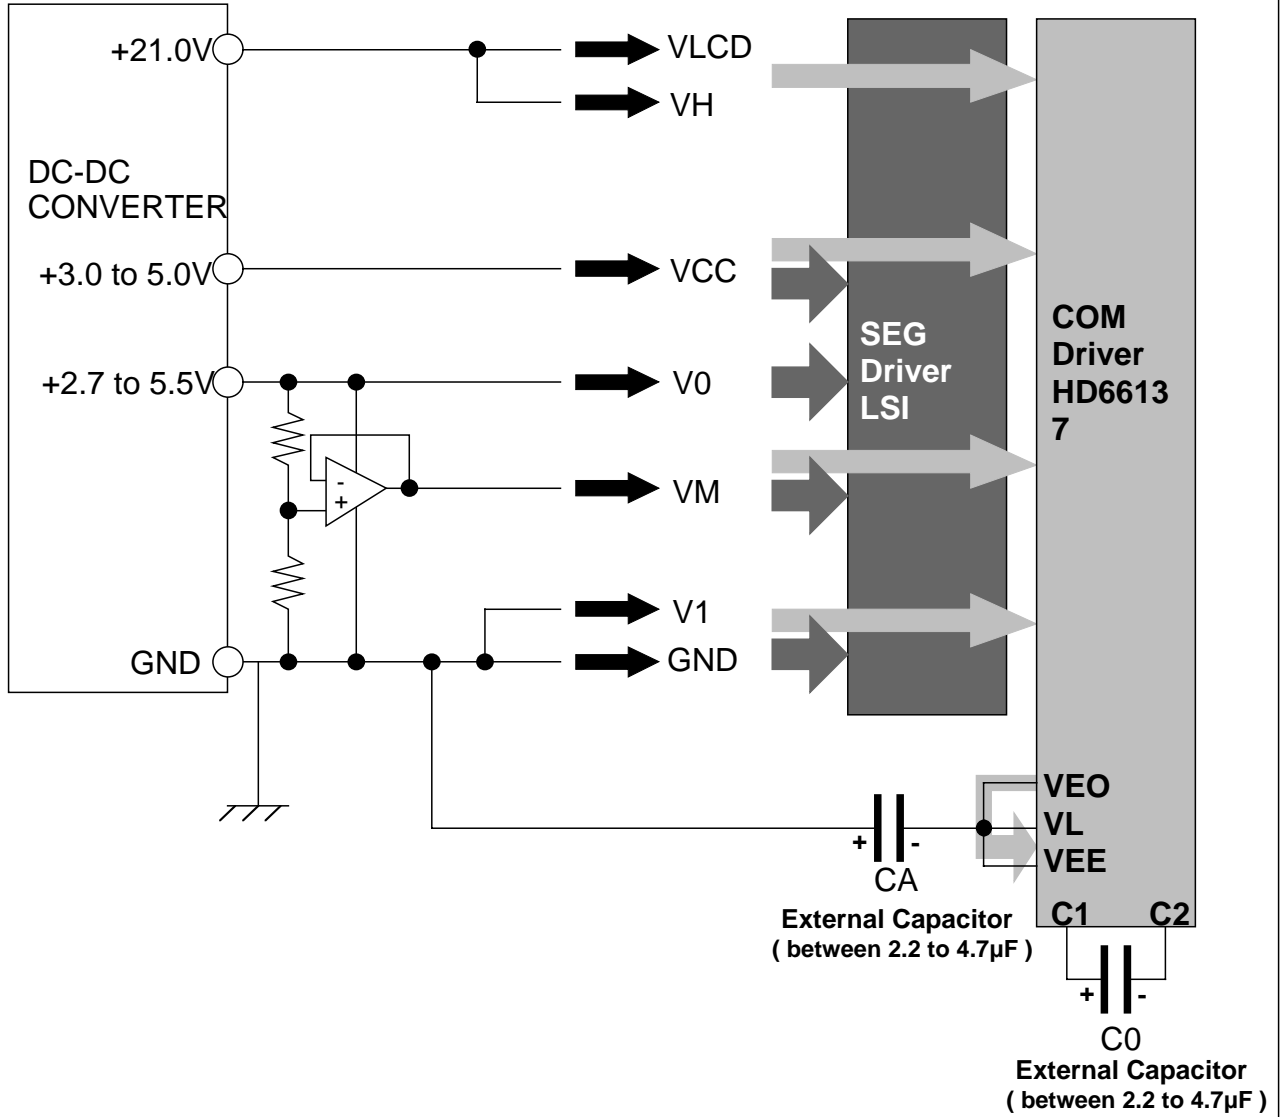 +21.0V
VLCD
VH
DC-DC
CONVERTER
+3.0 to 5.0V
VCC
+2.7 to 5.5V
V0
-
+
VM
V1
GND
GND
SEG
Driver
LSI
COM
Driver
HD6613
7
VEO
VL
VEE
+ -
CA
External Capacitor
( between 2.2 to 4.7µF )
C1 C2
+ -
C0
External Capacitor
( between 2.2 to 4.7µF )